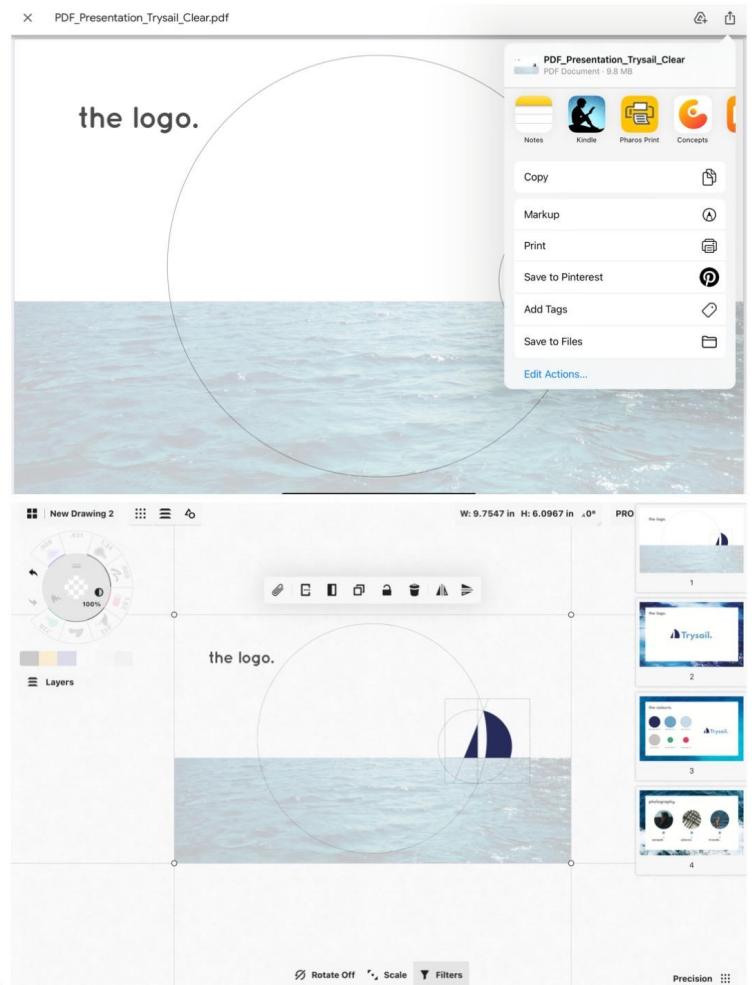 PDF_Presentation_Trysail_Clear.pdf
the logo.
PDF_Presentation_Trysail_Clear
PDF Document · 9.8 MB
Notes
Kindle
Pharos Print
Concepts
Copy
Markup
Print
Save to Pinterest
Add Tags
Save to Files
Edit Actions...
New Drawing 2
W: 9.7547 in H: 6.0967 in ⊿0°
PRO
100%
Layers
the logo.
the logo.
1
the logo.
Trysail.
2
the colours.
Trysail.
3
photography.
4
Rotate Off
Scale
Filters
Precision